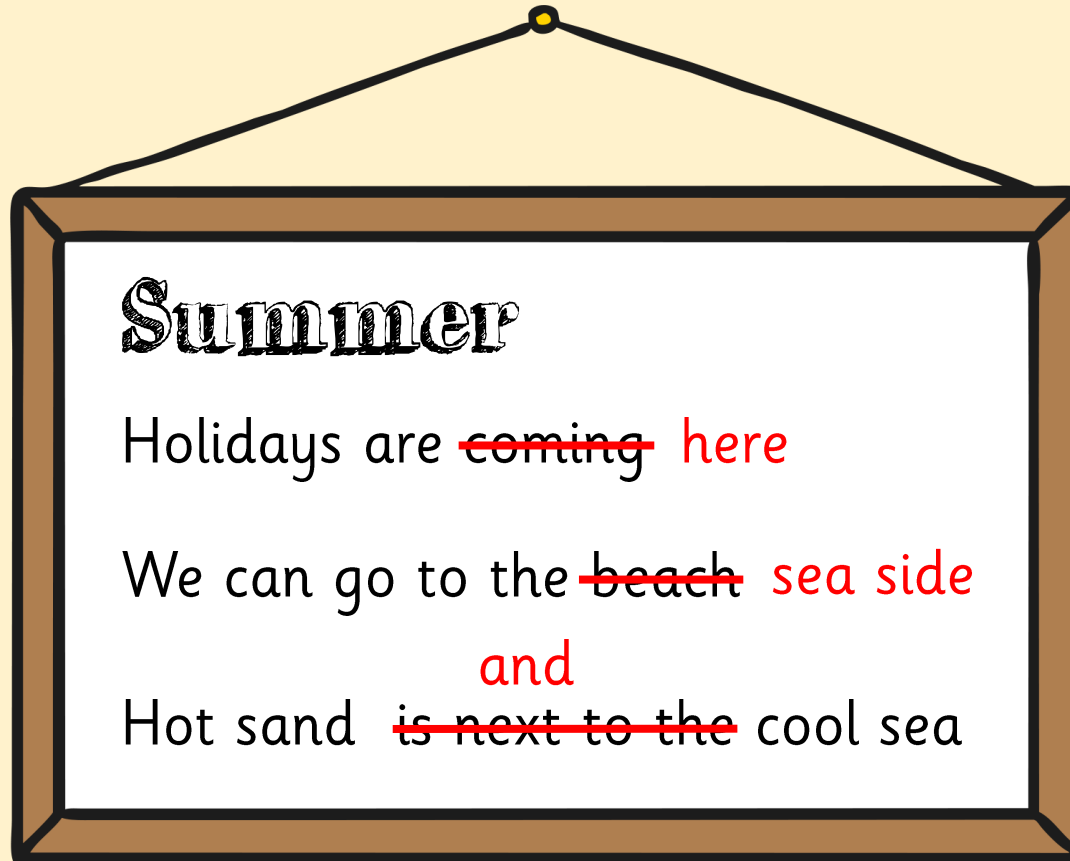 Summer
Holidays are coming here
We can go to the beach sea side
and
Hot sand is next to the cool sea